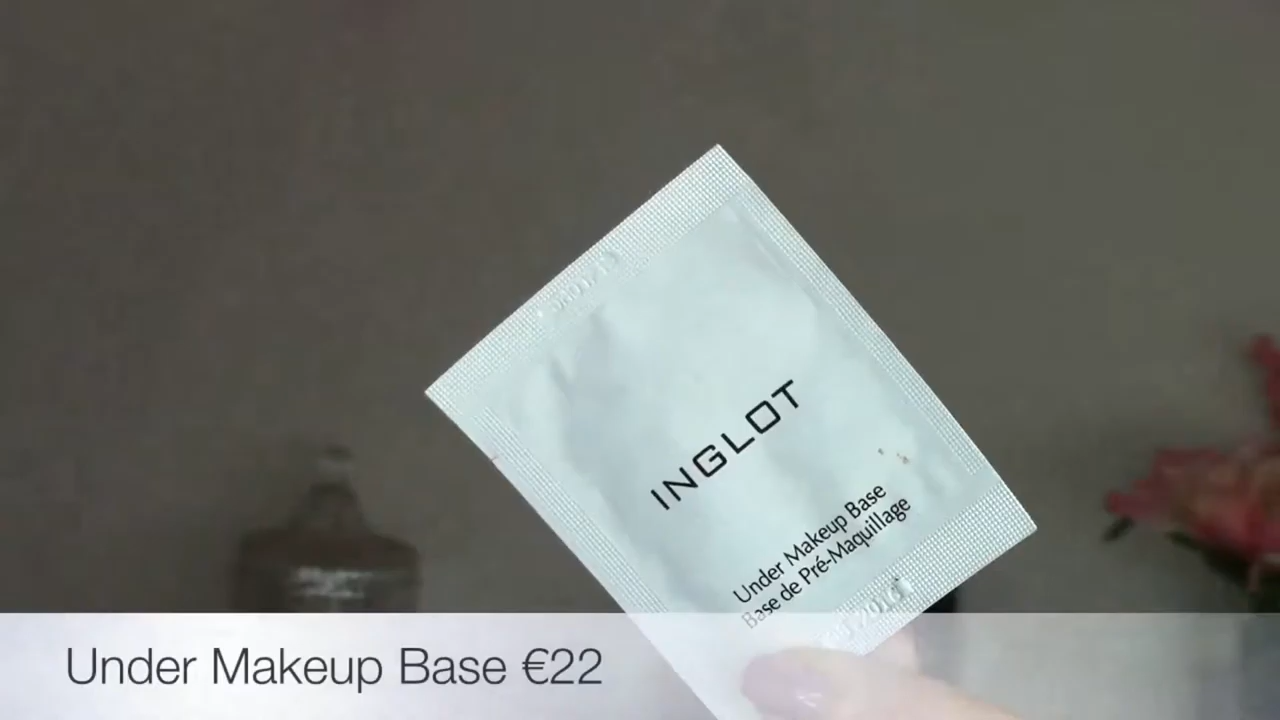 INGLOT
Under Makeup Base
Base de Pré-Maquillage
Under Makeup Base €22